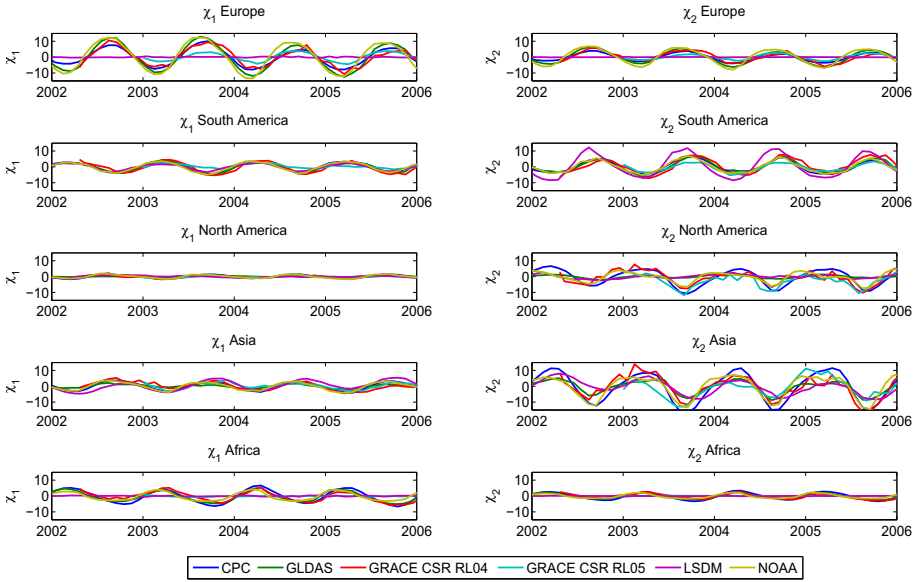 χ1 Europe
χ1
10
0
−10
2002 2003 2004 2005 2006
χ2 Europe
χ2
10
0
−10
2002 2003 2004 2005 2006
χ1 South America
χ1
10
0
−10
2002 2003 2004 2005 2006
χ2 South America
χ2
10
0
−10
2002 2003 2004 2005 2006
χ1 North America
χ1
10
0
−10
2002 2003 2004 2005 2006
χ2 North America
χ2
10
0
−10
2002 2003 2004 2005 2006
χ1 Asia
χ1
10
0
−10
2002 2003 2004 2005 2006
χ2 Asia
χ2
10
0
−10
2002 2003 2004 2005 2006
χ1 Africa
χ1
10
0
−10
2002 2003 2004 2005 2006
χ2 Africa
χ2
10
0
−10
2002 2003 2004 2005 2006
CPC GLDAS GRACE CSR RL04 GRACE CSR RL05 LSDM NOAA